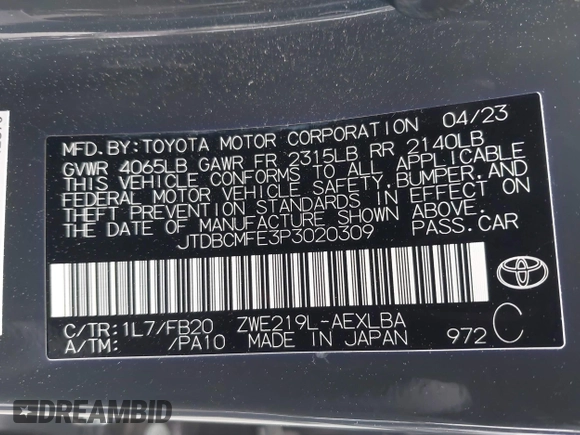 MFD.BY:TOYOTA MOTOR CORPORATION 04/23
GVWR 4065LB GAWR FR 2315LB RR 2140LB
THIS VEHICLE CONFORMS TO ALL APPLICABLE
FEDERAL MOTOR VEHICLE SAFETY,BUMPER,AND
THEFT PREVENTION STANDARDS IN EFFECT ON
THE DATE OF MANUFACTURE SHOWN ABOVE.
JTDBCMFE3P3020309 PASS.CAR
C/TR:1L7/FB20 ZWE219L-AEXLBA
A/TM: /PA10 MADE IN JAPAN 972 C
DREAMBID